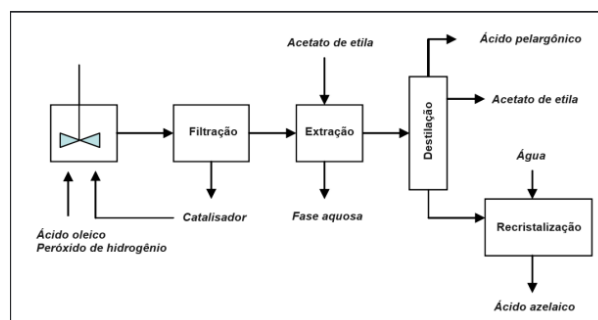 Ácido pelargônico
Acetato de etila
Acetato de etila
Filtração
Extração
Destilação
Água
Catalisador
Fase aquosa
Ácido oleico
Peróxido de hidrogênio
Recristalização
Ácido azelaico